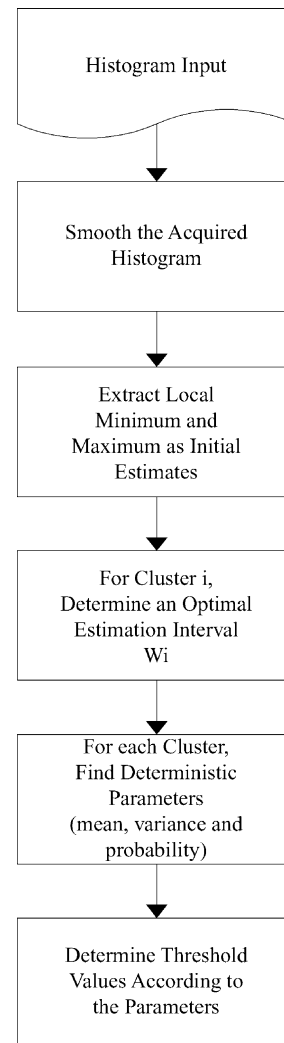 Histogram Input
Smooth the Acquired
Histogram
Extract Local
Minimum and
Maximum as Initial
Estimates
For Cluster i,
Determine an Optimal
Estimation Interval
Wi
For each Cluster,
Find Deterministic
Parameters
(mean, variance and
probability)
Determine Threshold
Values According to
the Parameters